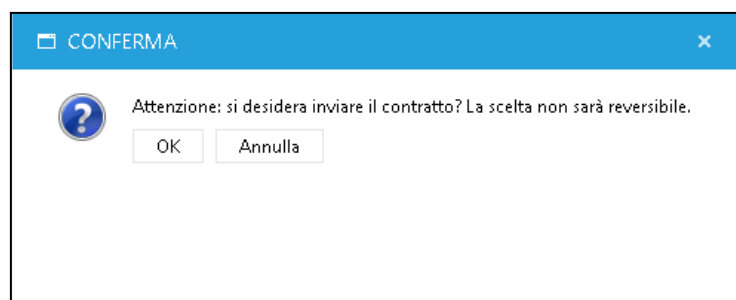 CONFERMA
Attenzione: si desidera inviare il contratto? La scelta non sarà reversibile.
OK Annulla